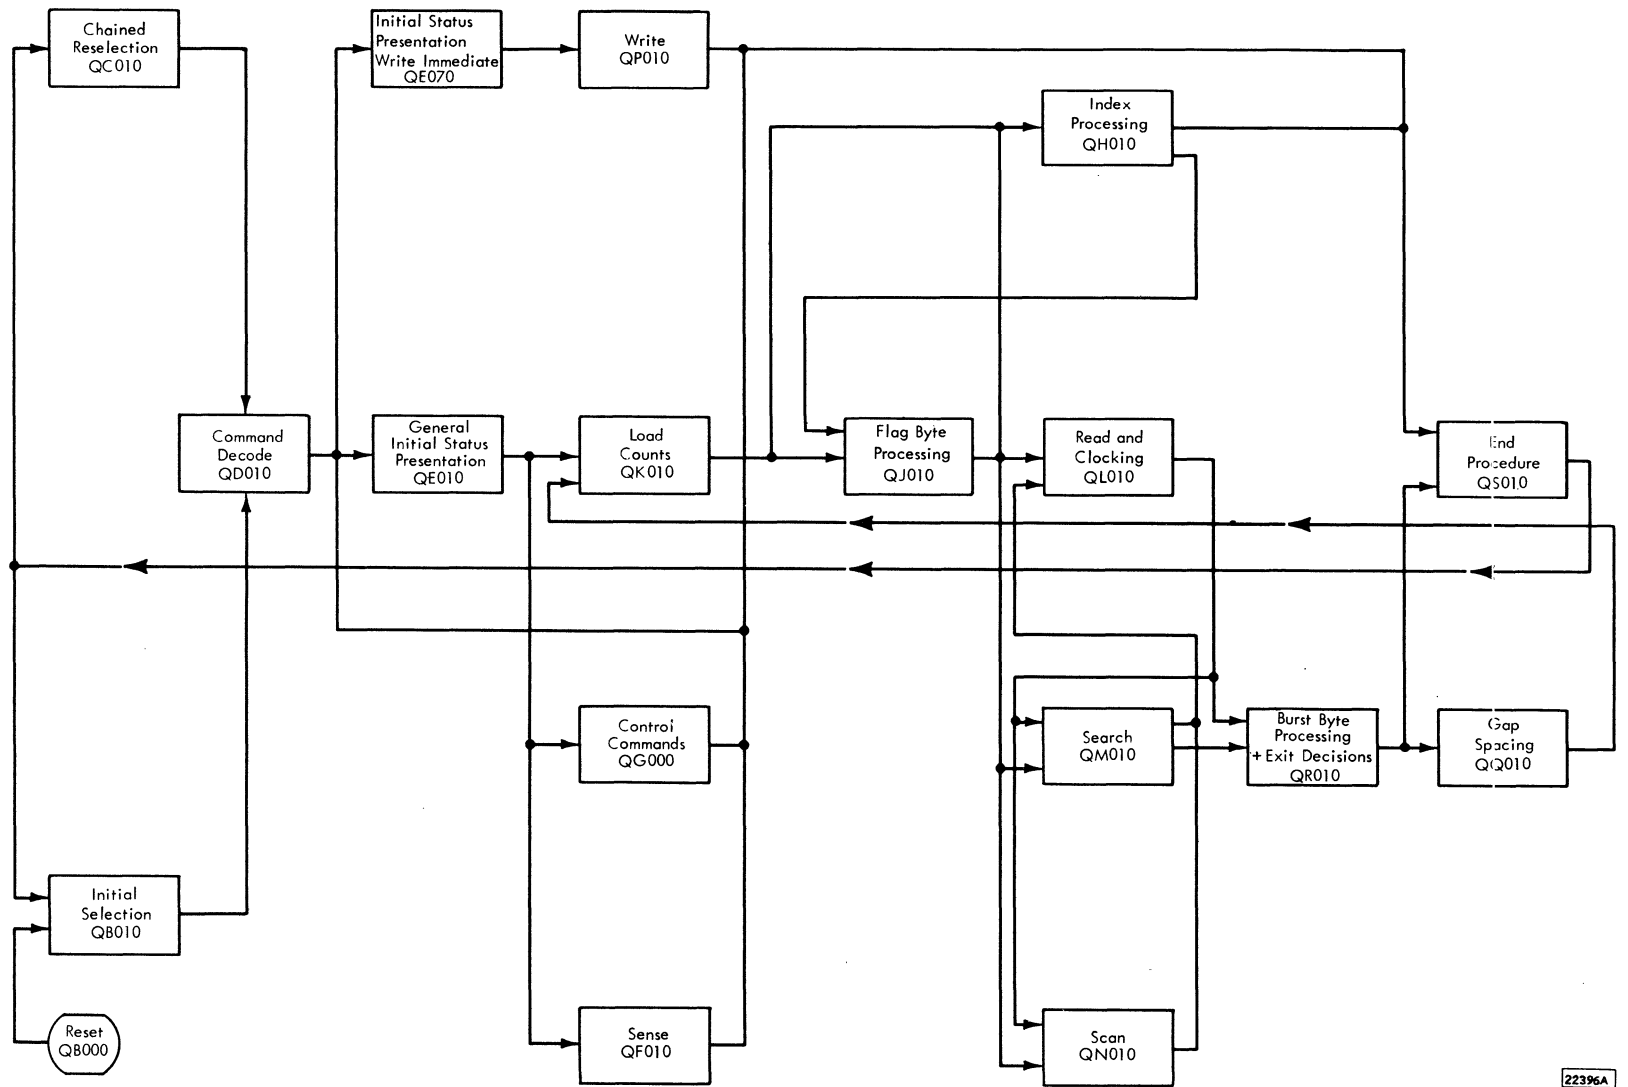 Chained
Reselection
QC010
Initial Status
Presentation
Write Immediate
QE070
Write
QP010
Index
Processing
QH010
Command
Decode
QD010
General
Initial Status
Presentation
QE010
Load
Counts
QK010
Flag Byte
Processing
QJ010
Read and
Clocking
QL010
End
Procedure
QS010
Control
Commands
QG000
Search
QM010
Burst Byte
Processing
+ Exit Decisions
QR010
Gap
Spacing
QQ010
Initial
Selection
QB010
Reset
QB000
Sense
QF010
Scan
QN010
22396A